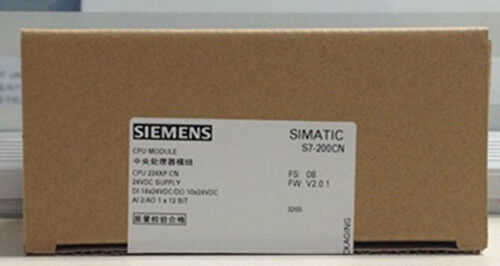 SIEMENS
SIMATIC
S7-200CN
CPU MODULE
中央处理器模组
CPU 224XP CN
24VDC SUPPLY
DI 14x24VDC/DO 10x24VDC
AI 2/AO 1 x 12 BIT
FS: 08
FW: V2.0.1
质量检验合格
3265
KAGING